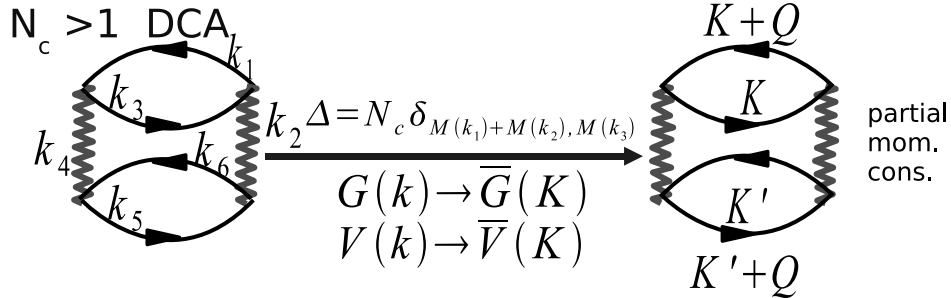 N_c > 1 DCA
k_1
k_3
k_2
k_4
k_6
k_5
Δ = N_c δ_{M(k_1)+M(k_2),M(k_3)}
G(k)→G̅(K)
V(k)→V̅(K)
K+Q
K
K'
K'+Q
partial
mom.
cons.